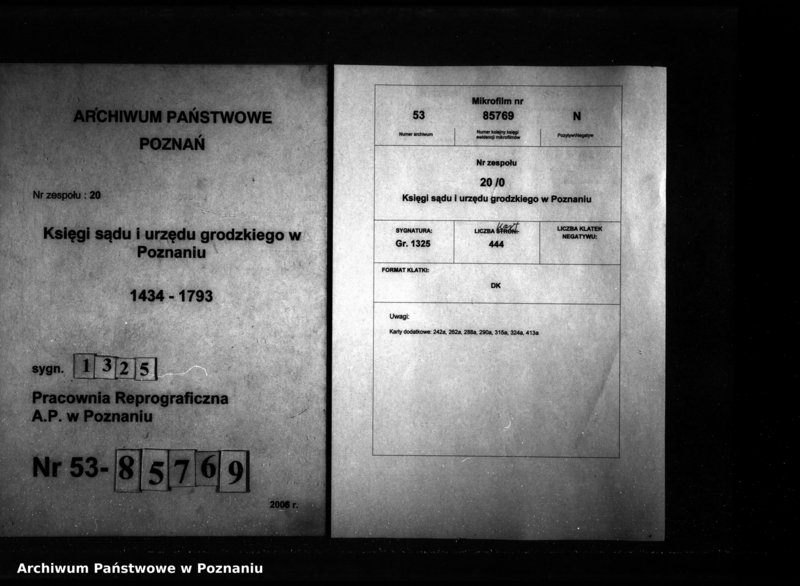 ARCHIWUM PAŃSTWOWE
POZNAŃ
Nr zespołu : 20
Księgi sądu i urzędu grodzkiego w
Poznaniu
1434 - 1793
sygn. 1325
Pracownia Reprograficzna
A.P. w Poznaniu
Nr 53-85769
2006 r.
Mikrofilm nr
53 85769 N
Numer archiwum Numer kolejny księgi Pozytyw/Negatyw
ewidencji mikrofilmów
Nr zespołu
20 /0
Księgi sądu i urzędu grodzkiego w Poznaniu
kart
SYGNATURA: LICZBA STRON: LICZBA KLATEK
NEGATYWU:
Gr. 1325 444
FORMAT KLATKI:
DK
Uwagi:
Karty dodatkowe: 242a, 262a, 288a, 290a, 315a, 324a, 413a
Archiwum Państwowe w Poznaniu